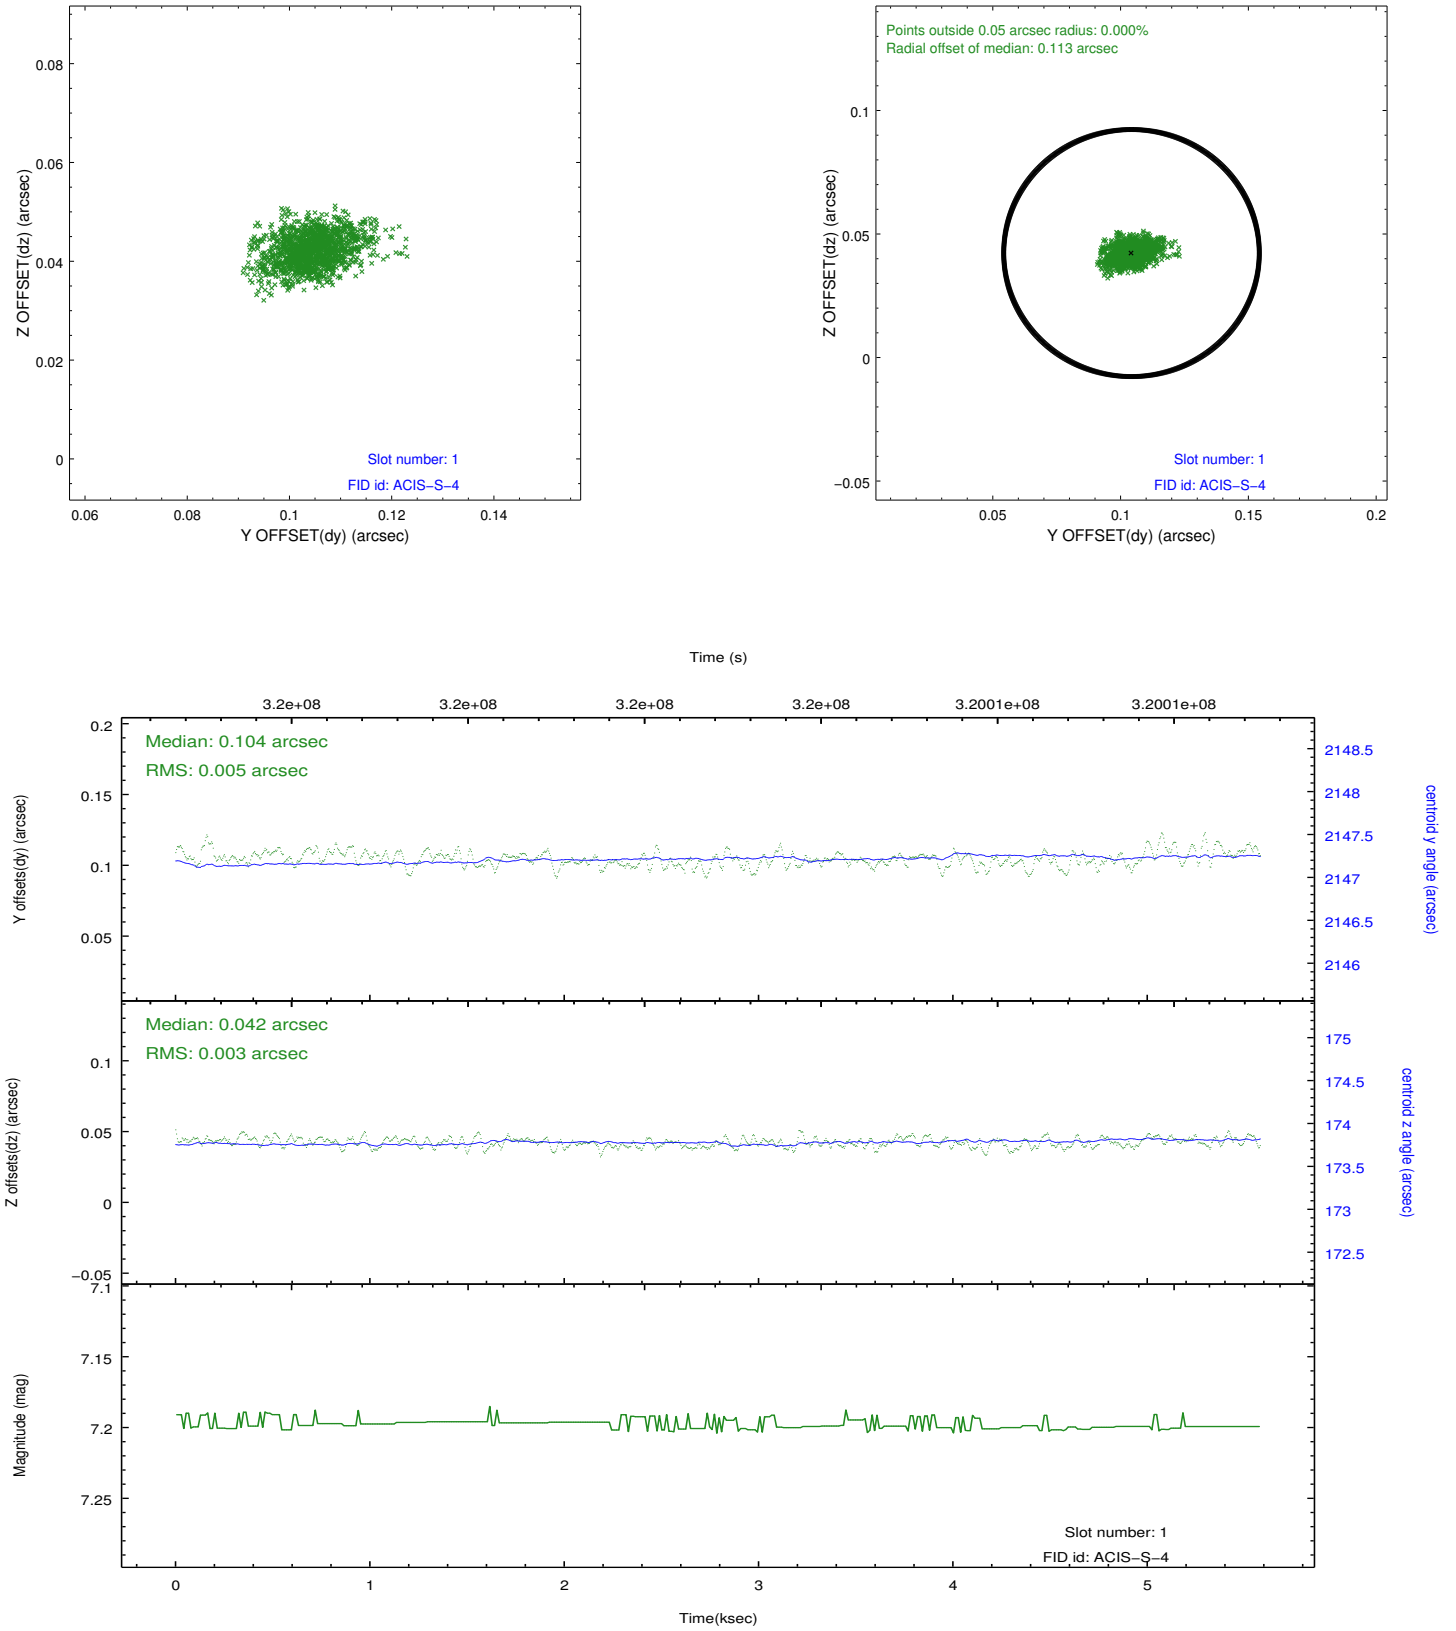 0.08
0.06
0.04
0.02
0
Z OFFSET(dz) (arcsec)
Slot number: 1
FID id: ACIS−S−4
0.06 0.08 0.1 0.12 0.14
Y OFFSET(dy) (arcsec)
Points outside 0.05 arcsec radius: 0.000%
Radial offset of median: 0.113 arcsec
0.1
0.05
0
−0.05
Z OFFSET(dz) (arcsec)
Slot number: 1
FID id: ACIS−S−4
0.05 0.1 0.15 0.2
Y OFFSET(dy) (arcsec)
Time (s)
3.2e+08 3.2e+08 3.2e+08 3.2e+08 3.2001e+08 3.2001e+08
Median: 0.104 arcsec
RMS: 0.005 arcsec
0.2
0.15
0.1
0.05
Y offsets(dy) (arcsec)
2148.5
2148
2147.5
2147
2146.5
2146
centroid y angle (arcsec)
Median: 0.042 arcsec
RMS: 0.003 arcsec
0.1
0.05
0
−0.05
Z offsets(dz) (arcsec)
175
174.5
174
173.5
173
172.5
centroid z angle (arcsec)
7.1
7.15
7.2
7.25
Magnitude (mag)
Slot number: 1
FID id: ACIS−S−4
0 1 2 3 4 5
Time(ksec)